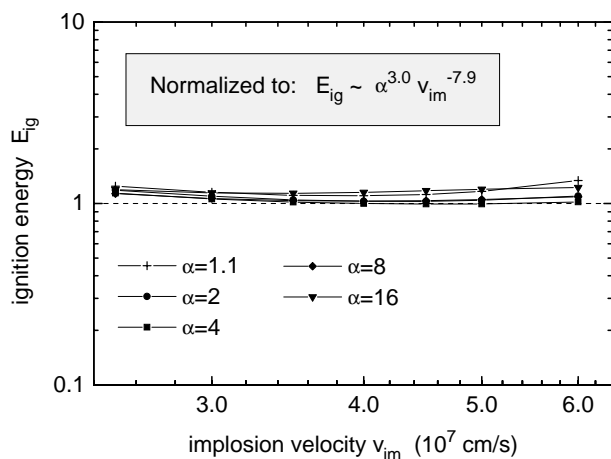 10
Normalized to: E_ig ~ α^3.0 v_im^-7.9
ignition energy E_ig
1
α=1.1
α=8
α=2
α=16
α=4
0.1
3.0 4.0 5.0 6.0
implosion velocity v_im (10^7 cm/s)